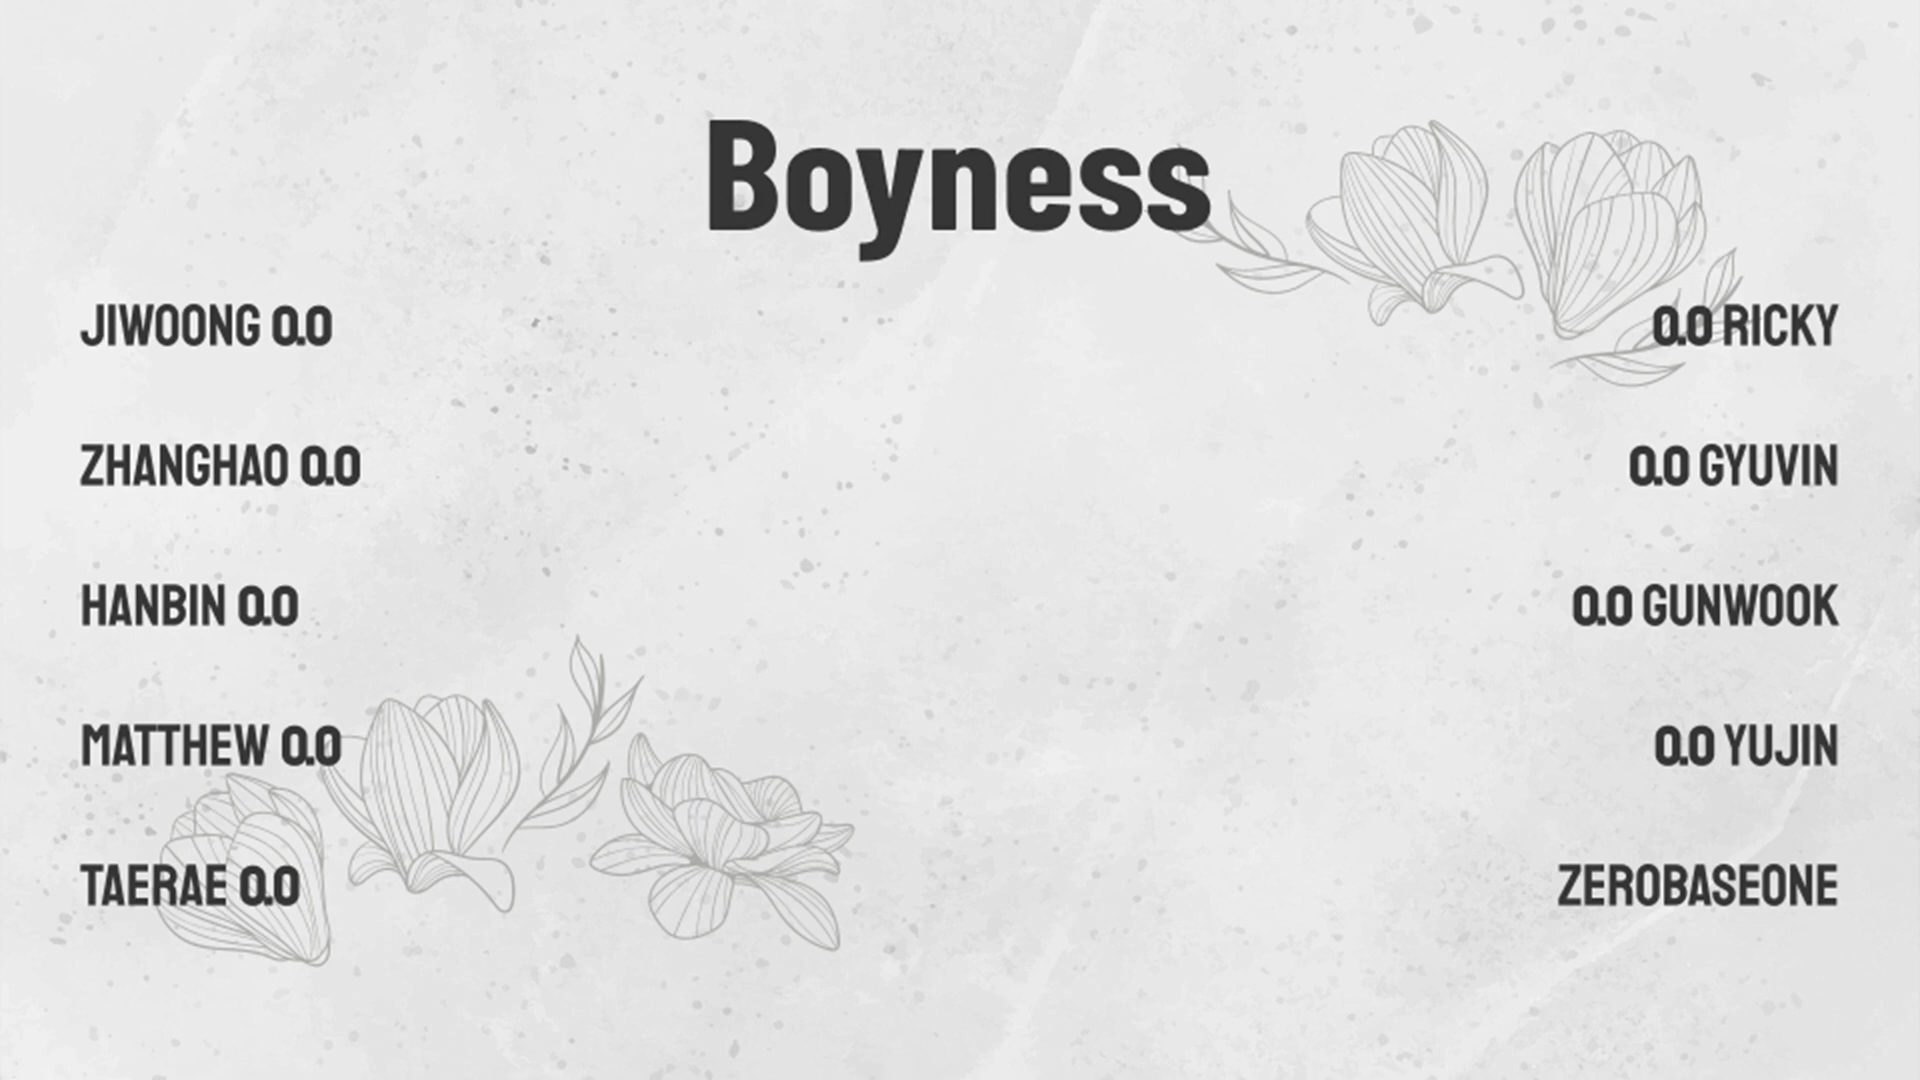 Boyness
JIWOONG 0.0
0.0 RICKY
ZHANGHAO 0.0
0.0 GYUVIN
HANBIN 0.0
0.0 GUNWOOK
MATTHEW 0.0
0.0 YUJIN
TAERAE 0.0
ZEROBASEONE